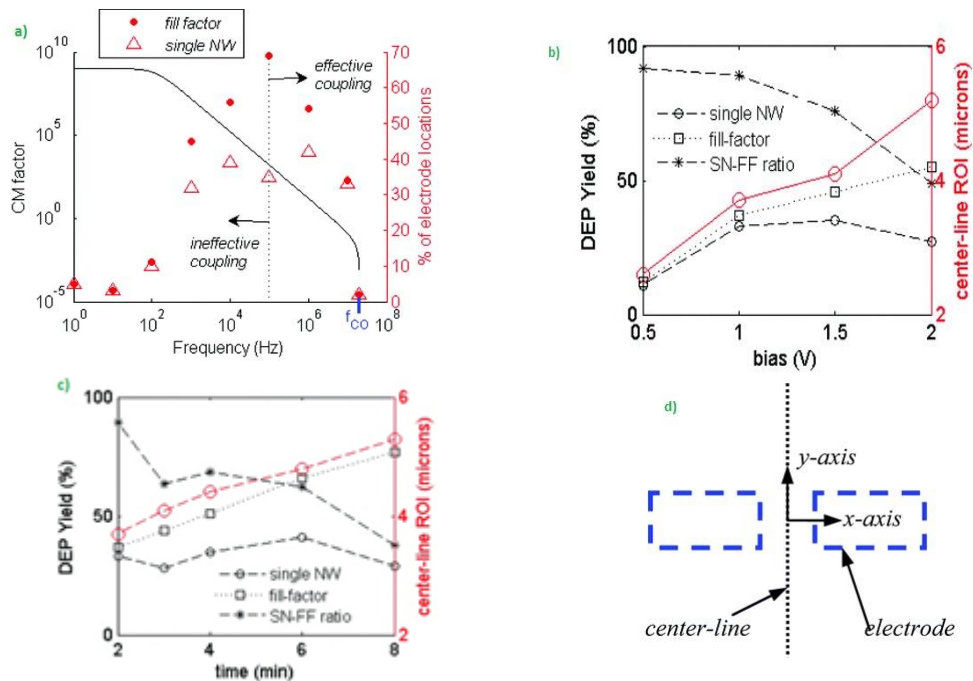 a)
fill factor
single NW
CM factor
10^10
10^5
10^0
10^-5
effective
coupling
ineffective
coupling
70
60
50
40
30
20
10
0
% of electrode locations
10^0
10^2
10^4
10^6
10^8
f_CO
Frequency (Hz)
b)
DEP Yield (%)
100
50
0
single NW
fill-factor
SN-FF ratio
6
4
2
center-line ROI (microns)
0.5
1
1.5
2
bias (V)
c)
DEP Yield (%)
100
50
0
single NW
fill-factor
SN-FF ratio
6
4
2
center-line ROI (microns)
2
4
6
8
time (min)
d)
y-axis
x-axis
center-line
electrode